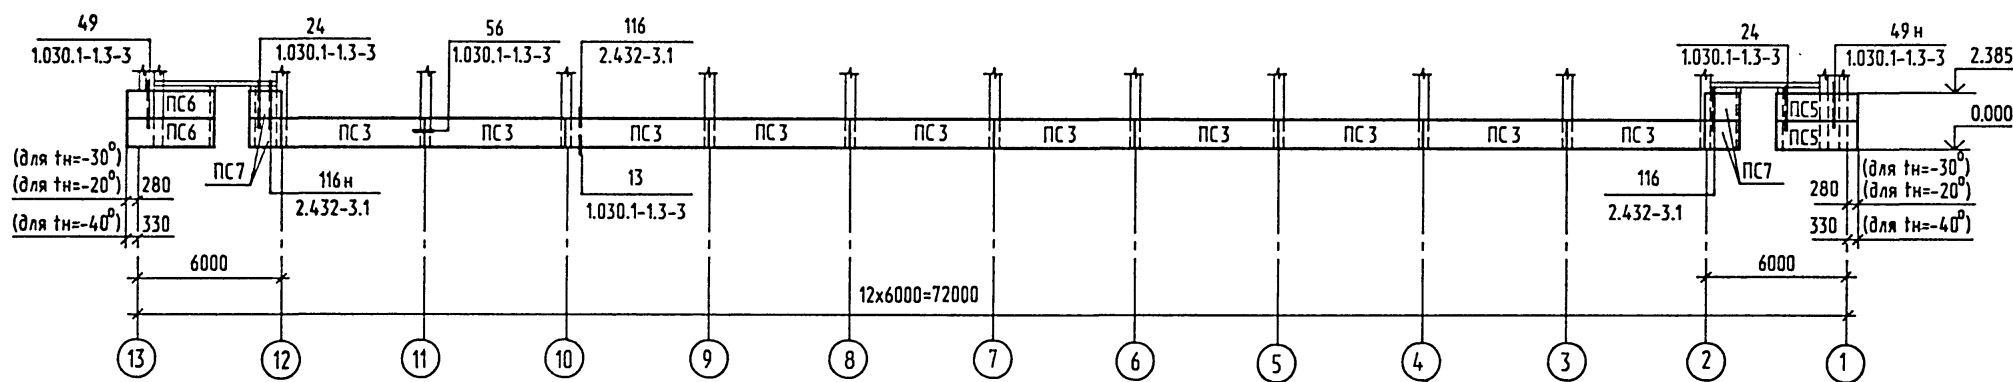 49
1.030.1-1.3-3
24
1.030.1-1.3-3
56
1.030.1-1.3-3
116
2.432-3.1
24
1.030.1-1.3-3
49н
1.030.1-1.3-3
2.385
0.000
ПС6
ПС6
ПС5
ПС5
ПС3 ПС3 ПС3 ПС3 ПС3 ПС3 ПС3 ПС3 ПС3 ПС3
ПС7
ПС7
(для tн=-30°)
(для tн=-20°) 280
(для tн=-40°) 330
116н
2.432-3.1
13
1.030.1-1.3-3
116
2.432-3.1
(для tн=-30°)
280 (для tн=-20°)
330 (для tн=-40°)
6000
6000
12х6000=72000
13 12 11 10 9 8 7 6 5 4 3 2 1